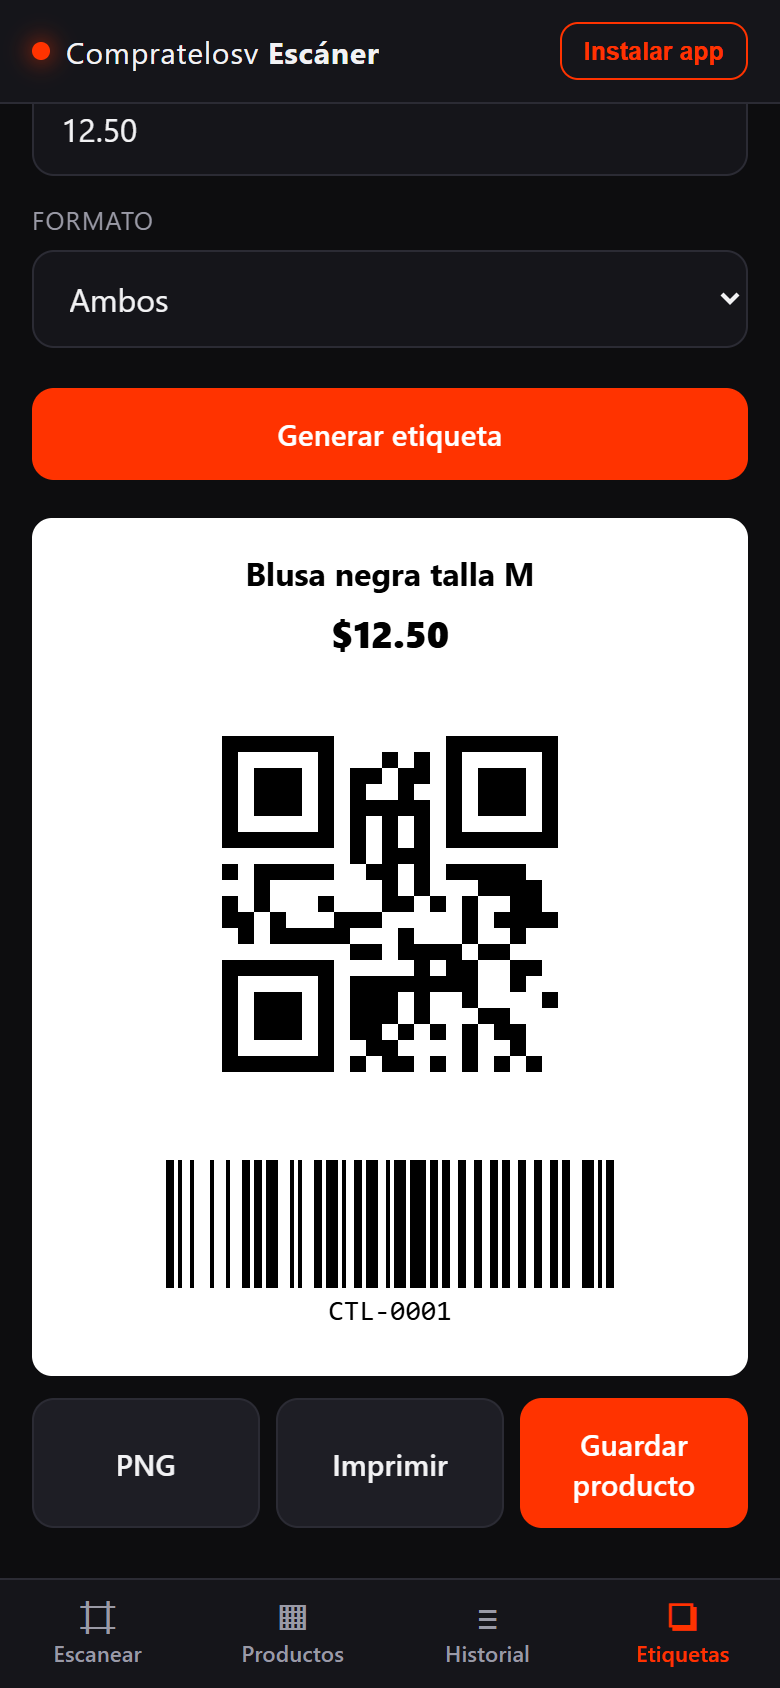 Compratelosv Escáner
Instalar app
12.50
FORMATO
Ambos
Generar etiqueta
Blusa negra talla M
$12.50
CTL-0001
PNG
Imprimir
Guardar
producto
Escanear
Productos
Historial
Etiquetas